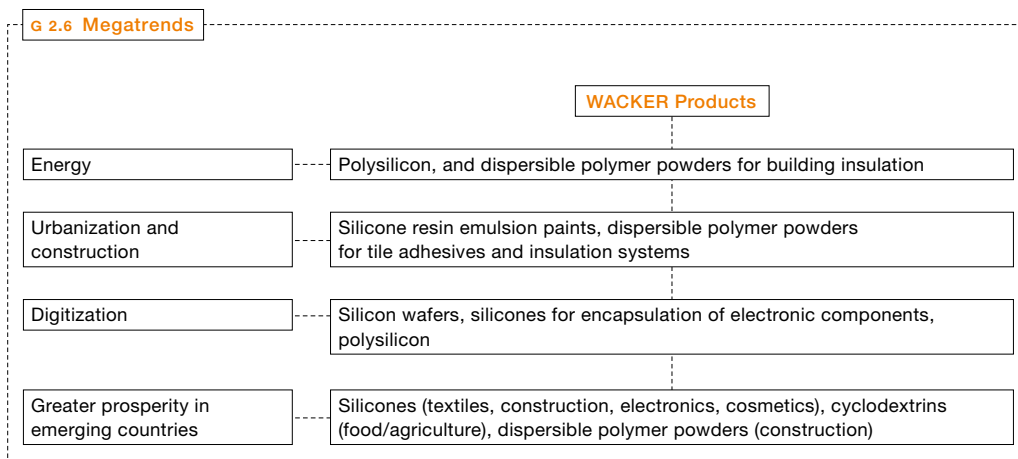 G 2.6 Megatrends
WACKER Products
Energy
Polysilicon, and dispersible polymer powders for building insulation
Urbanization and
construction
Silicone resin emulsion paints, dispersible polymer powders
for tile adhesives and insulation systems
Digitization
Silicon wafers, silicones for encapsulation of electronic components,
polysilicon
Greater prosperity in
emerging countries
Silicones (textiles, construction, electronics, cosmetics), cyclodextrins
(food/agriculture), dispersible polymer powders (construction)